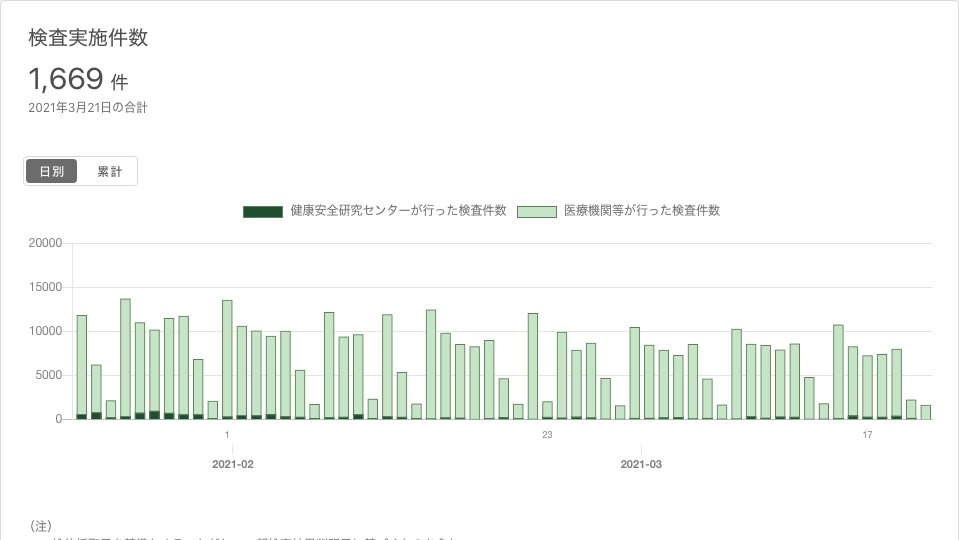 検査実施件数
1,669 件
2021年3月21日の合計
日別 累計
健康安全研究センターが行った検査件数 医療機関等が行った検査件数
20000
15000
10000
5000
0
1 23 17
2021-02 2021-03
（注）